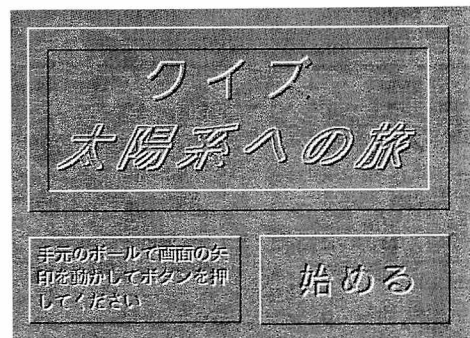 クイズ
太陽系への旅
手元のボールで画面の矢
印を動かしてボタンを押
してください
始める